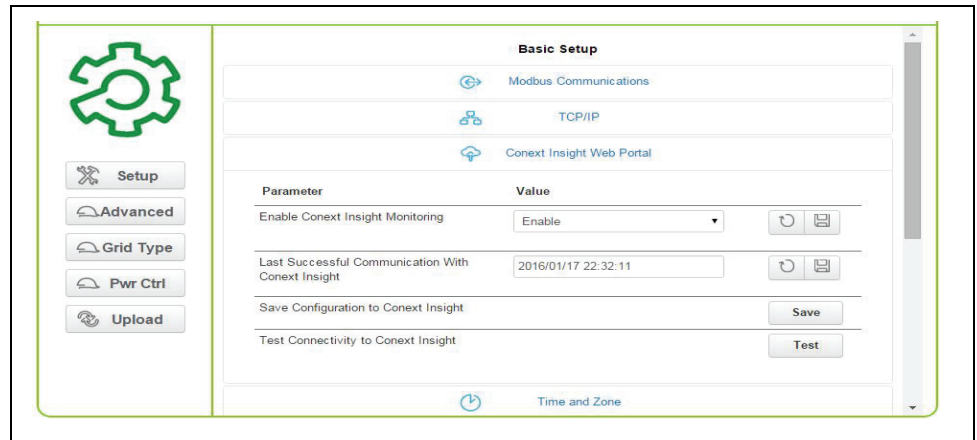 Basic Setup
Modbus Communications
TCP/IP
Conext Insight Web Portal
Setup
Advanced
Grid Type
Pwr Ctrl
Upload
Parameter Value
Enable Conext Insight Monitoring Enable
Last Successful Communication With
Conext Insight 2016/01/17 22:32:11
Save Configuration to Conext Insight Save
Test Connectivity to Conext Insight Test
Time and Zone